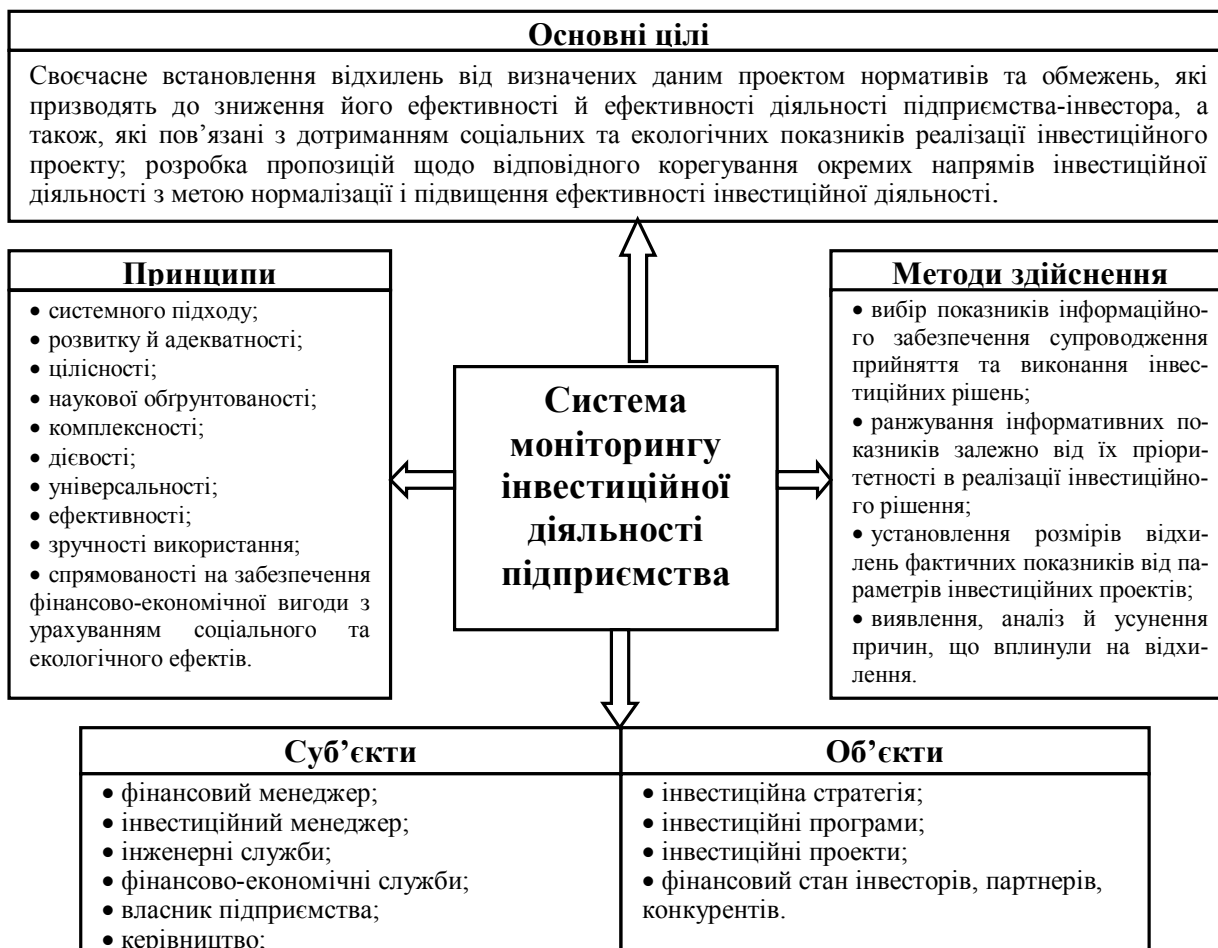 Основні цілі
Своєчасне встановлення відхилень від визначених даним проектом нормативів та обмежень, які
призводять до зниження його ефективності й ефективності діяльності підприємства-інвестора, а
також, які пов’язані з дотриманням соціальних та екологічних показників реалізації інвестиційного
проекту; розробка пропозицій щодо відповідного корегування окремих напрямів інвестиційної
діяльності з метою нормалізації і підвищення ефективності інвестиційної діяльності.
Принципи
• системного підходу;
• розвитку й адекватності;
• цілісності;
• наукової обґрунтованості;
• комплексності;
• дієвості;
• універсальності;
• ефективності;
• зручності використання;
• спрямованості на забезпечення
фінансово-економічної вигоди з
урахуванням соціального та
екологічного ефектів.
Система
моніторингу
інвестиційної
діяльності
підприємства
Методи здійснення
• вибір показників інформаційно-
го забезпечення супроводження
прийняття та виконання інвес-
тиційних рішень;
• ранжування інформативних по-
казників залежно від їх пріори-
тетності в реалізації інвестиційно-
го рішення;
• установлення розмірів відхи-
лень фактичних показників від па-
раметрів інвестиційних проектів;
• виявлення, аналіз й усунення
причин, що вплинули на відхи-
лення.
Суб’єкти
• фінансовий менеджер;
• інвестиційний менеджер;
• інженерні служби;
• фінансово-економічні служби;
• власник підприємства;
• керівництво;
Об’єкти
• інвестиційна стратегія;
• інвестиційні програми;
• інвестиційні проекти;
• фінансовий стан інвесторів, партнерів,
конкурентів.